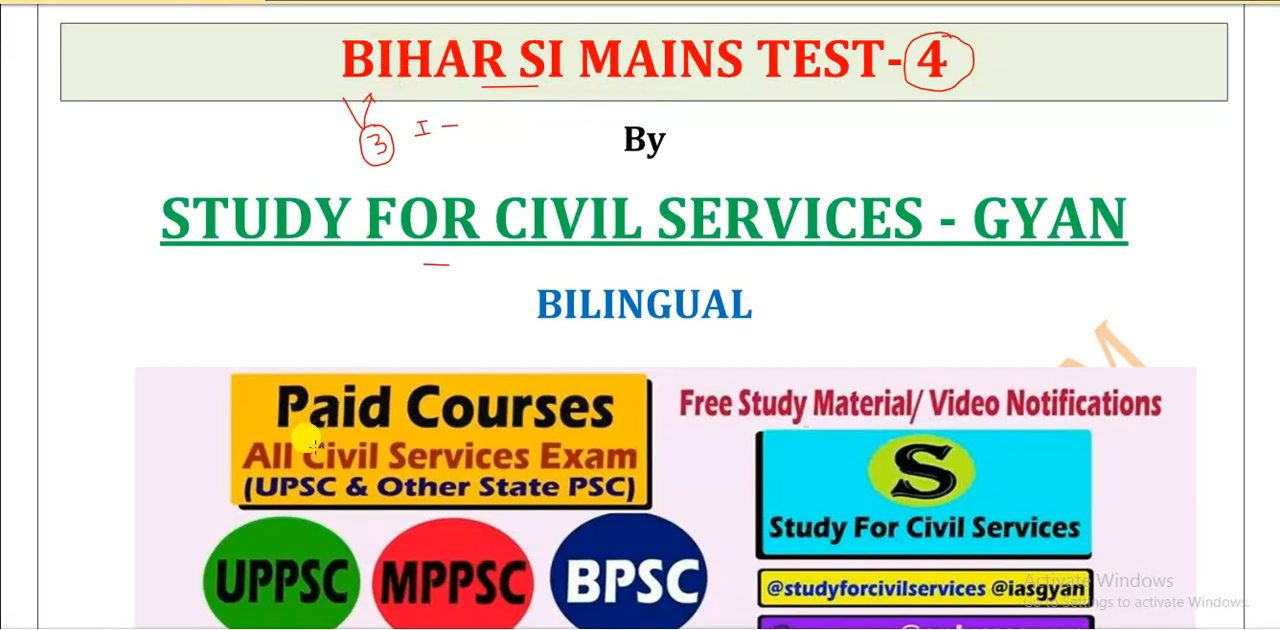 BIHAR SI MAINS TEST-4
3 I -
By
STUDY FOR CIVIL SERVICES - GYAN
BILINGUAL
M
Paid Courses
All Civil Services Exam
(UPSC & Other State PSC)
UPPSC MPPSC BPSC
Free Study Material/ Video Notifications
S
Study For Civil Services
@studyforcivilservices @iasgyan
Activate Windows
Go to Settings to activate Windows.